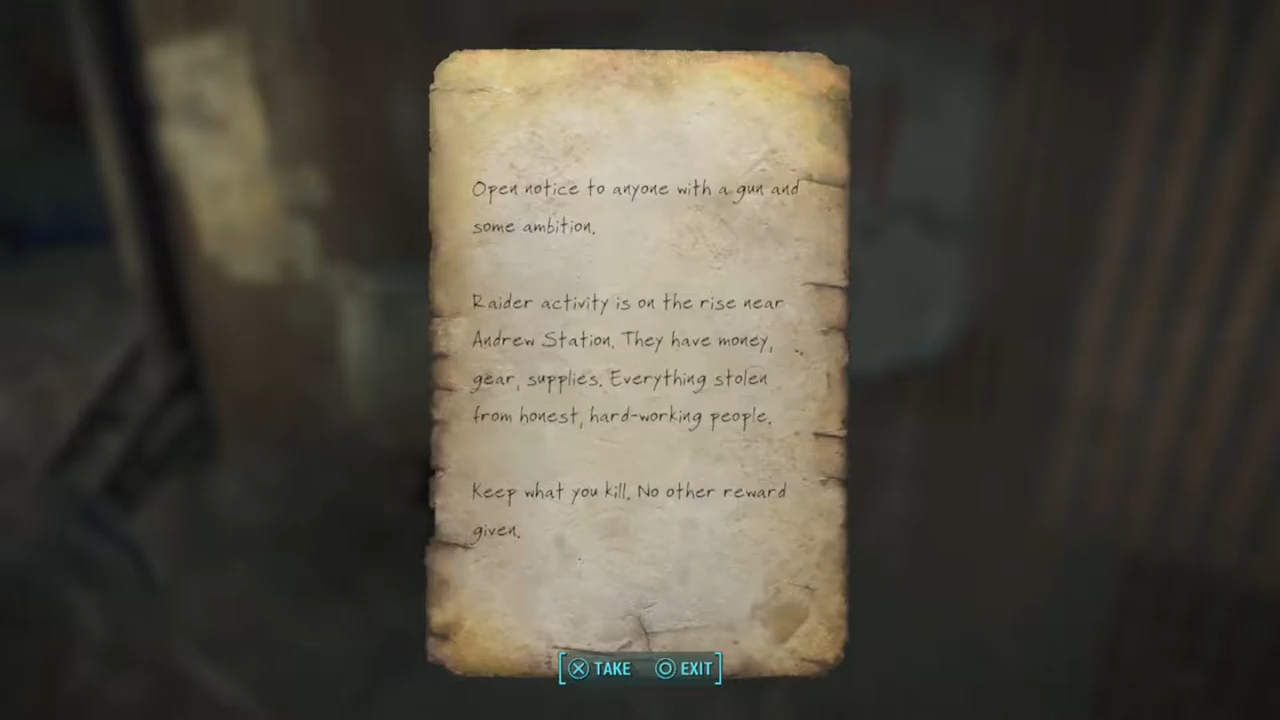 Open notice to anyone with a gun and
some ambition.
Raider activity is on the rise near
Andrew Station. They have money,
gear, supplies. Everything stolen
from honest, hard-working people.
Keep what you kill. No other reward
given.
TAKE EXIT